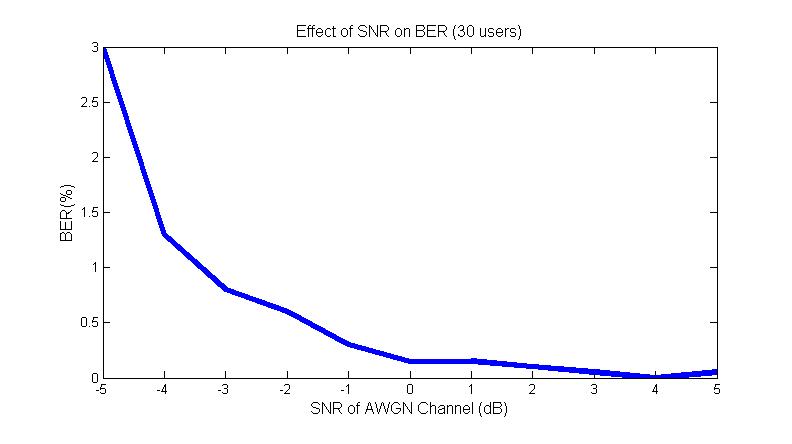 Effect of SNR on BER (30 users)
3
2.5
2
1.5
1
0.5
0
BER(%)
-5 -4 -3 -2 -1 0 1 2 3 4 5
SNR of AWGN Channel (dB)